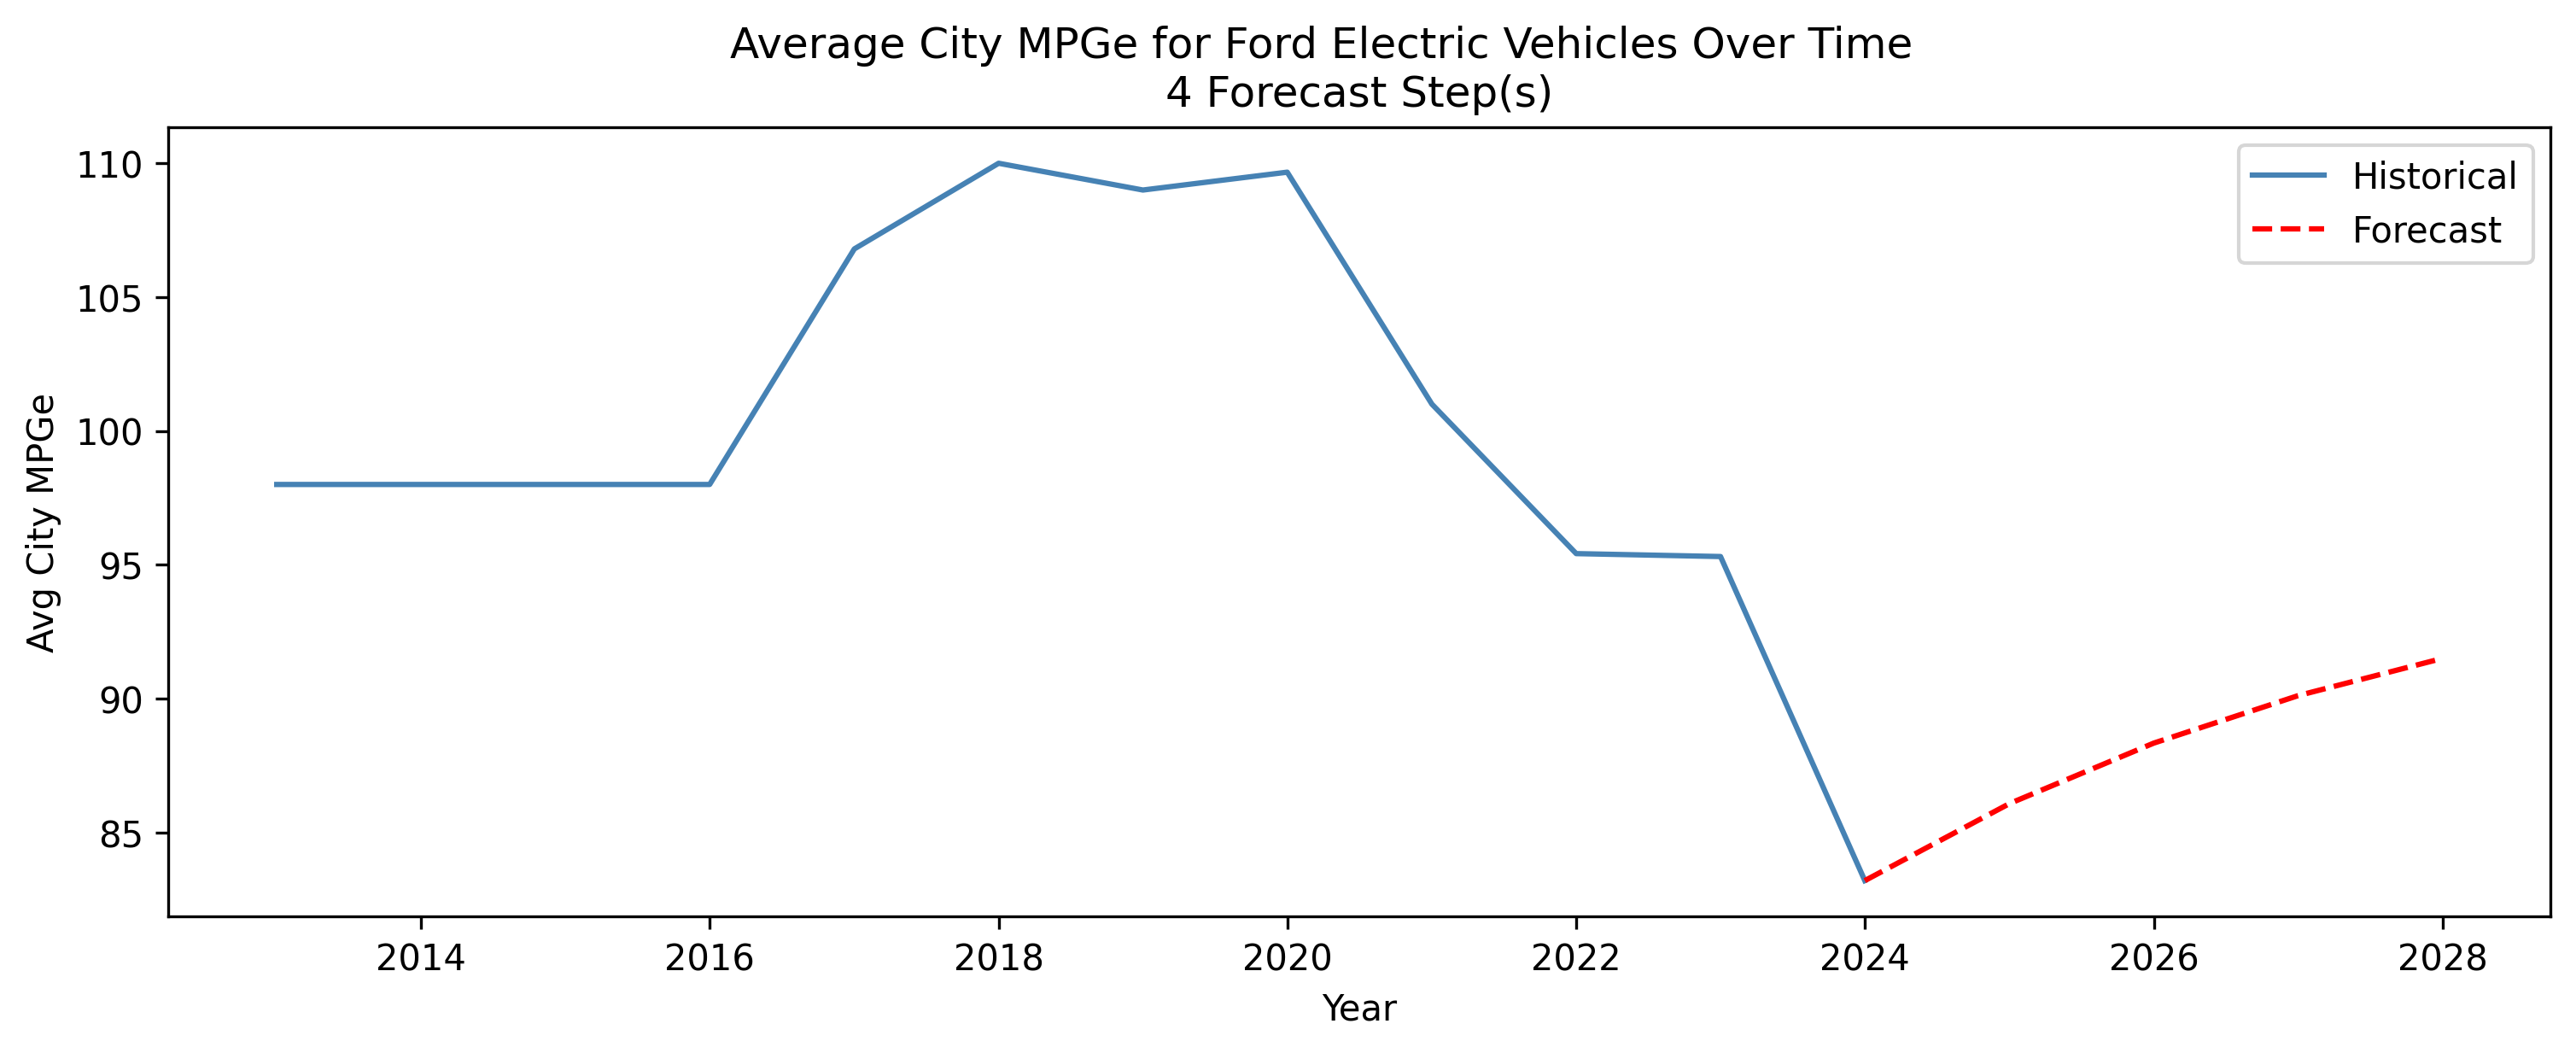 Average City MPGe for Ford Electric Vehicles Over Time
4 Forecast Step(s)
Historical
Forecast
Avg City MPGe
110
105
100
95
90
85
2014
2016
2018
2020
2022
2024
2026
2028
Year